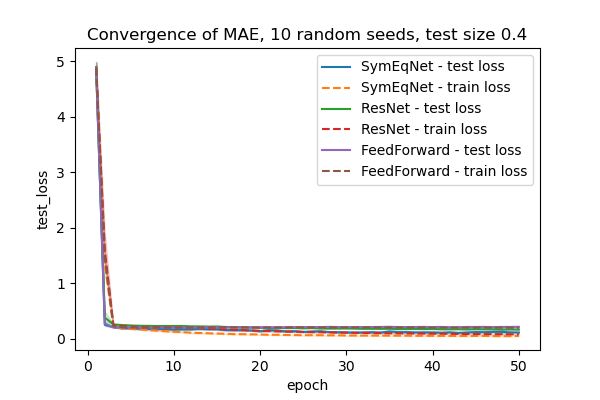 Convergence of MAE, 10 random seeds, test size 0.4
5
4
3
2
1
0
test_loss
SymEqNet - test loss
SymEqNet - train loss
ResNet - test loss
ResNet - train loss
FeedForward - test loss
FeedForward - train loss
0 10 20 30 40 50
epoch